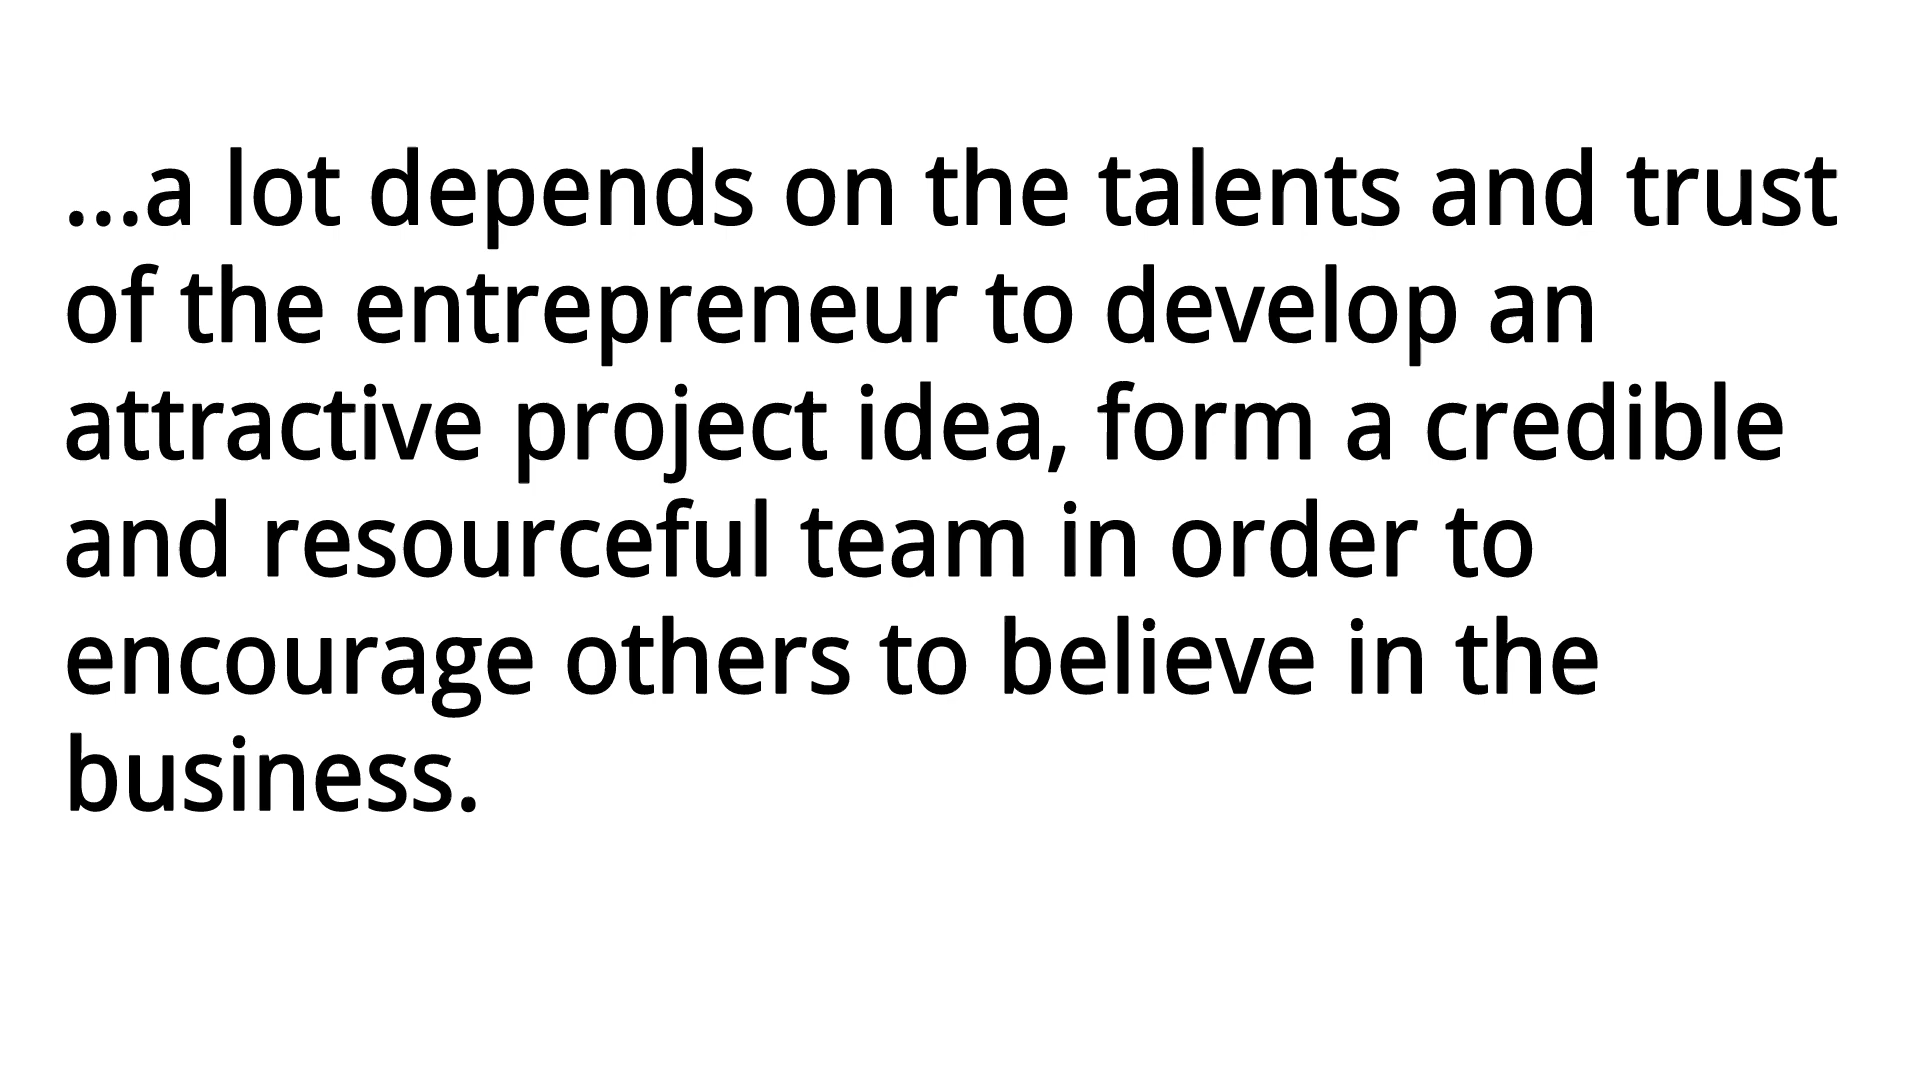 ...a lot depends on the talents and trust
of the entrepreneur to develop an
attractive project idea, form a credible
and resourceful team in order to
encourage others to believe in the
business.